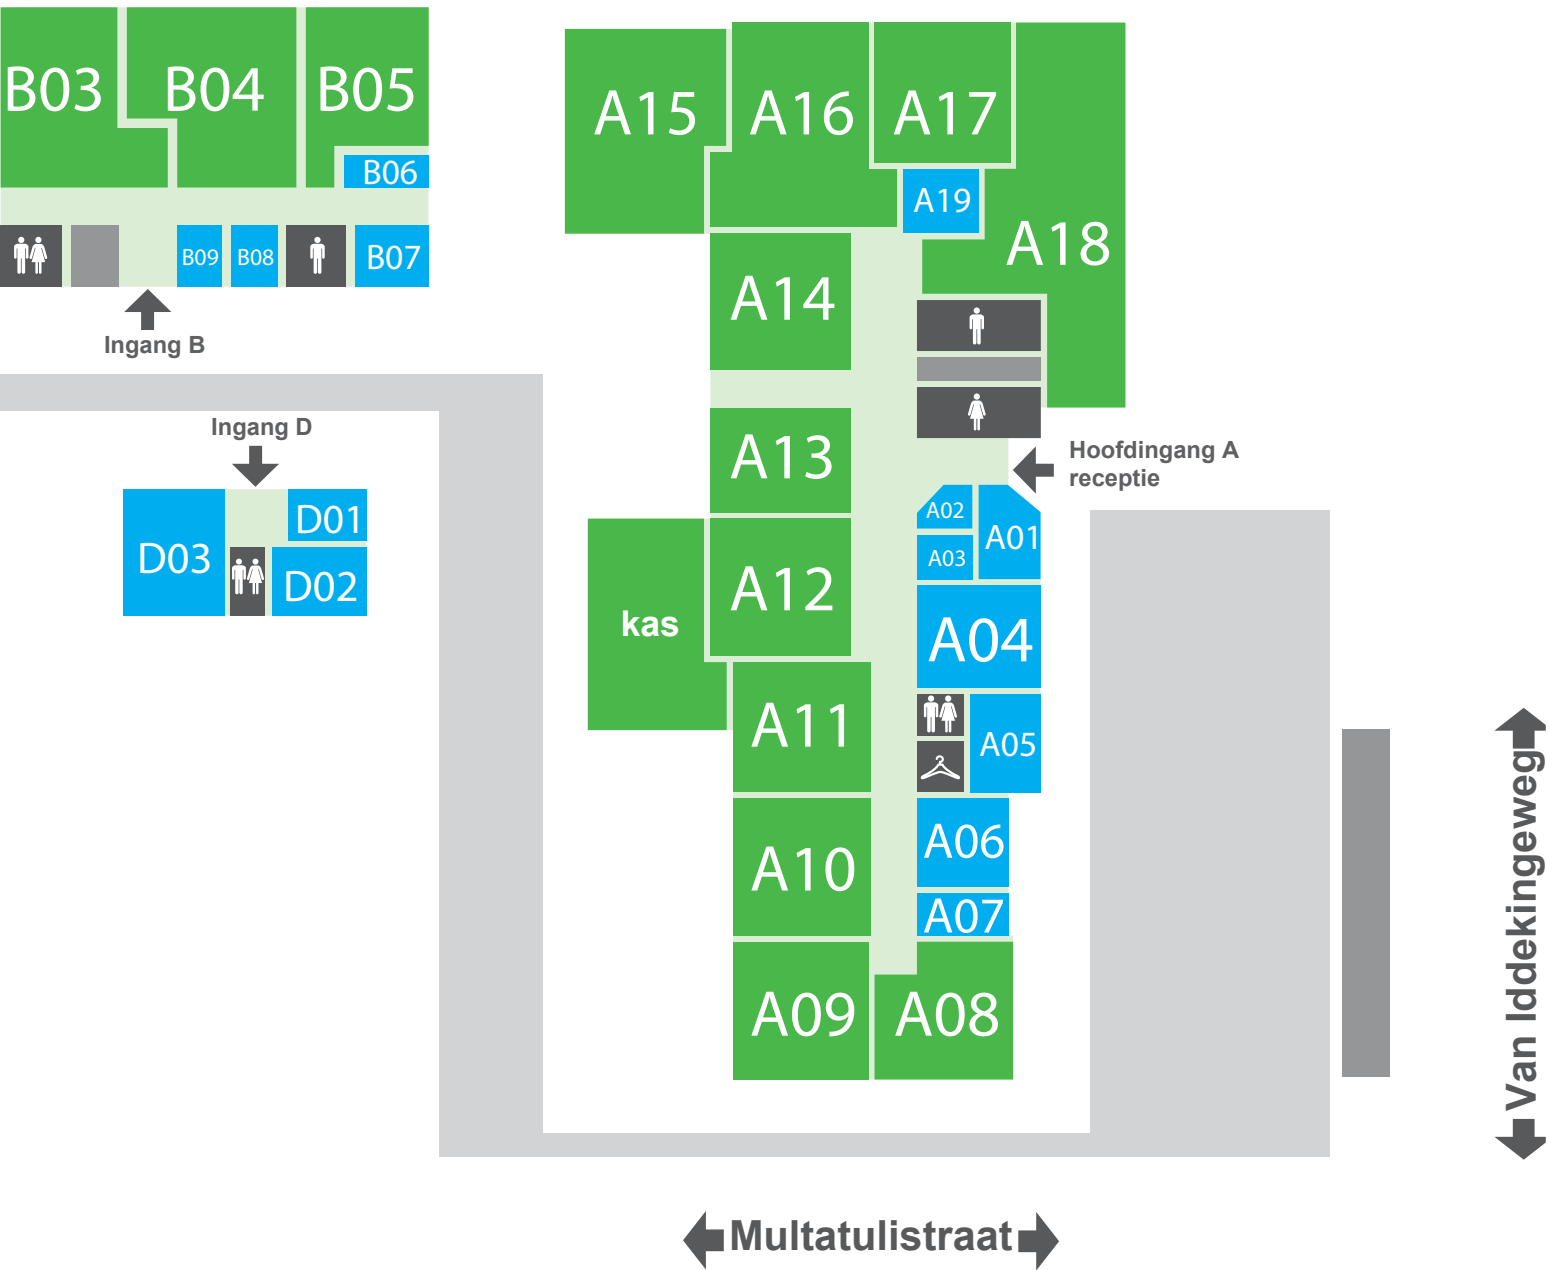 B03
B04
B05
B06
B09
B08
B07
Ingang B
Ingang D
D01
D03
D02
A15
A16
A17
A19
A18
A14
A13
Hoofdingang A
receptie
A02
A01
A03
A12
kas
A04
A11
A05
A10
A06
A07
A09
A08
Van Iddekingeweg
Multatulistraat